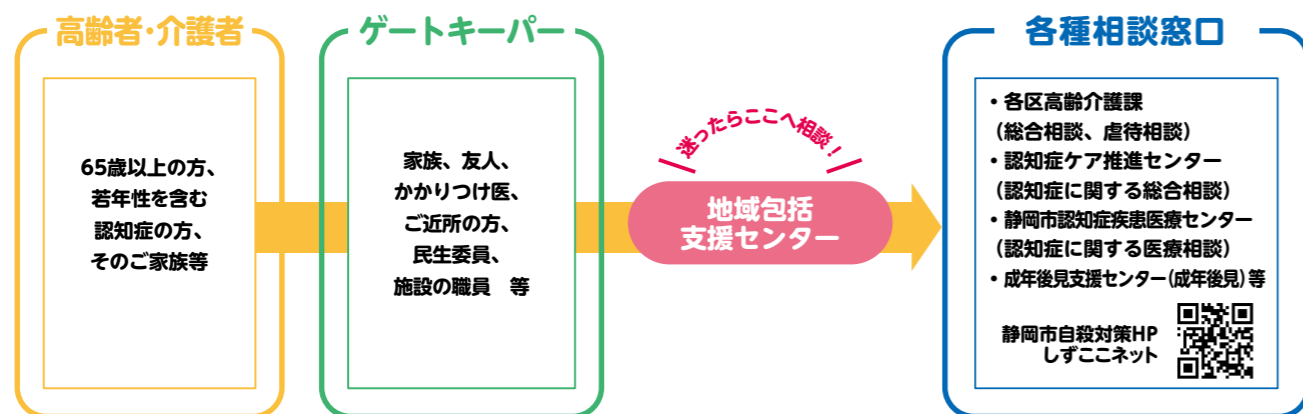 高齢者・介護者
65歳以上の方、
若年性を含む
認知症の方、
そのご家族等
ゲートキーパー
家族、友人、
かかりつけ医、
ご近所の方、
民生委員、
施設の職員　等
迷ったらここへ相談！
地域包括
支援センター
各種相談窓口
・各区高齢介護課
（総合相談、虐待相談）
・認知症ケア推進センター
（認知症に関する総合相談）
・静岡市認知症疾患医療センター
（認知症に関する医療相談）
・成年後見支援センター（成年後見）等
静岡市自殺対策HP
しずここネット